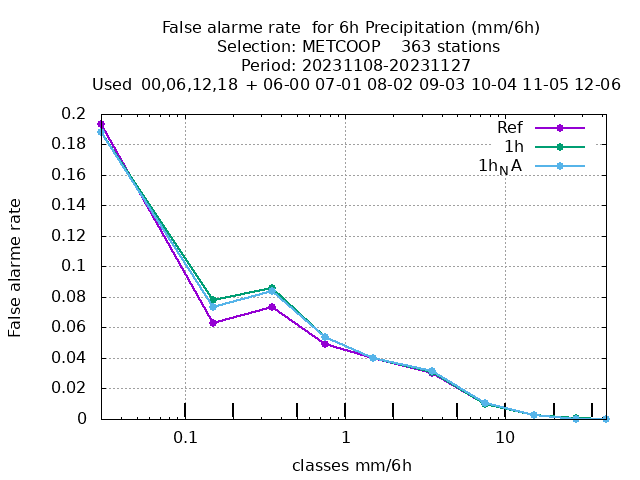 False alarme rate  for 6h Precipitation (mm/6h)
Selection: METCOOP    363 stations
Period: 20231108-20231127
Used  00,06,12,18  + 06-00 07-01 08-02 09-03 10-04 11-05 12-06
0.2
0.18
0.16
0.14
0.12
0.1
0.08
0.06
0.04
0.02
0
False alarme rate
Ref
1h
1h_NA
0.1 1 10
classes mm/6h